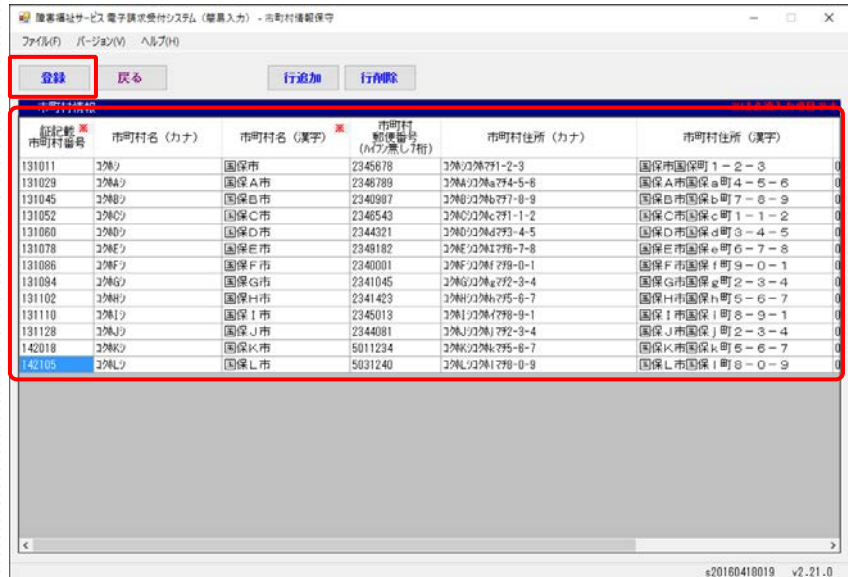 障害福祉サービス 電子請求受付システム（簡易入力） - 市町村情報保守
ファイル(F) バージョン(V) ヘルプ(H)
登録 戻る 行追加 行削除
市町村情報
証記載市町村番号 ※ 市町村名（カナ） 市町村名（漢字） ※ 市町村郵便番号(ハイフン無し7桁) 市町村住所（カナ） 市町村住所（漢字）
131011 ｺｸﾎｼ 国保市 2345678 ｺｸﾎｼｺｸﾎﾏﾁ1-2-3 国保市国保町１－２－３
131029 ｺｸﾎAｼ 国保Ａ市 2346789 ｺｸﾎAｼｺｸﾎaﾏﾁ4-5-6 国保Ａ市国保ａ町４－５－６
131045 ｺｸﾎBｼ 国保Ｂ市 2340987 ｺｸﾎBｼｺｸﾎbﾏﾁ7-8-9 国保Ｂ市国保ｂ町７－８－９
131052 ｺｸﾎCｼ 国保Ｃ市 2346543 ｺｸﾎCｼｺｸﾎcﾏﾁ1-1-2 国保Ｃ市国保ｃ町１－１－２
131060 ｺｸﾎDｼ 国保Ｄ市 2344321 ｺｸﾎDｼｺｸﾎdﾏﾁ3-4-5 国保Ｄ市国保ｄ町３－４－５
131078 ｺｸﾎEｼ 国保Ｅ市 2349182 国保Ｅ市国保ｅ町６－７－８
131086 ｺｸﾎFｼ 国保Ｆ市 2340001 ｺｸﾎFｼｺｸﾎfﾏﾁ9-0-1 国保Ｆ市国保ｆ町９－０－１
131094 ｺｸﾎGｼ 国保Ｇ市 2341045 ｺｸﾎGｼｺｸﾎgﾏﾁ2-3-4 国保Ｇ市国保ｇ町２－３－４
131102 ｺｸﾎHｼ 国保Ｈ市 2341423 ｺｸﾎHｼｺｸﾎhﾏﾁ5-6-7 国保Ｈ市国保ｈ町５－６－７
131110 ｺｸﾎIｼ 国保Ｉ市 2345013 ｺｸﾎIｼｺｸﾎiﾏﾁ8-9-1 国保Ｉ市国保ｉ町８－９－１
131128 ｺｸﾎJｼ 国保Ｊ市 2344081 ｺｸﾎJｼｺｸﾎjﾏﾁ2-3-4 国保Ｊ市国保ｊ町２－３－４
142018 ｺｸﾎKｼ 国保Ｋ市 5011234 ｺｸﾎKｼｺｸﾎkﾏﾁ5-6-7 国保Ｋ市国保ｋ町５－６－７
142105 ｺｸﾎLｼ 国保Ｌ市 5031240 ｺｸﾎLｼｺｸﾎlﾏﾁ8-0-9 国保Ｌ市国保ｌ町８－０－９
s20160418019 v2.21.0